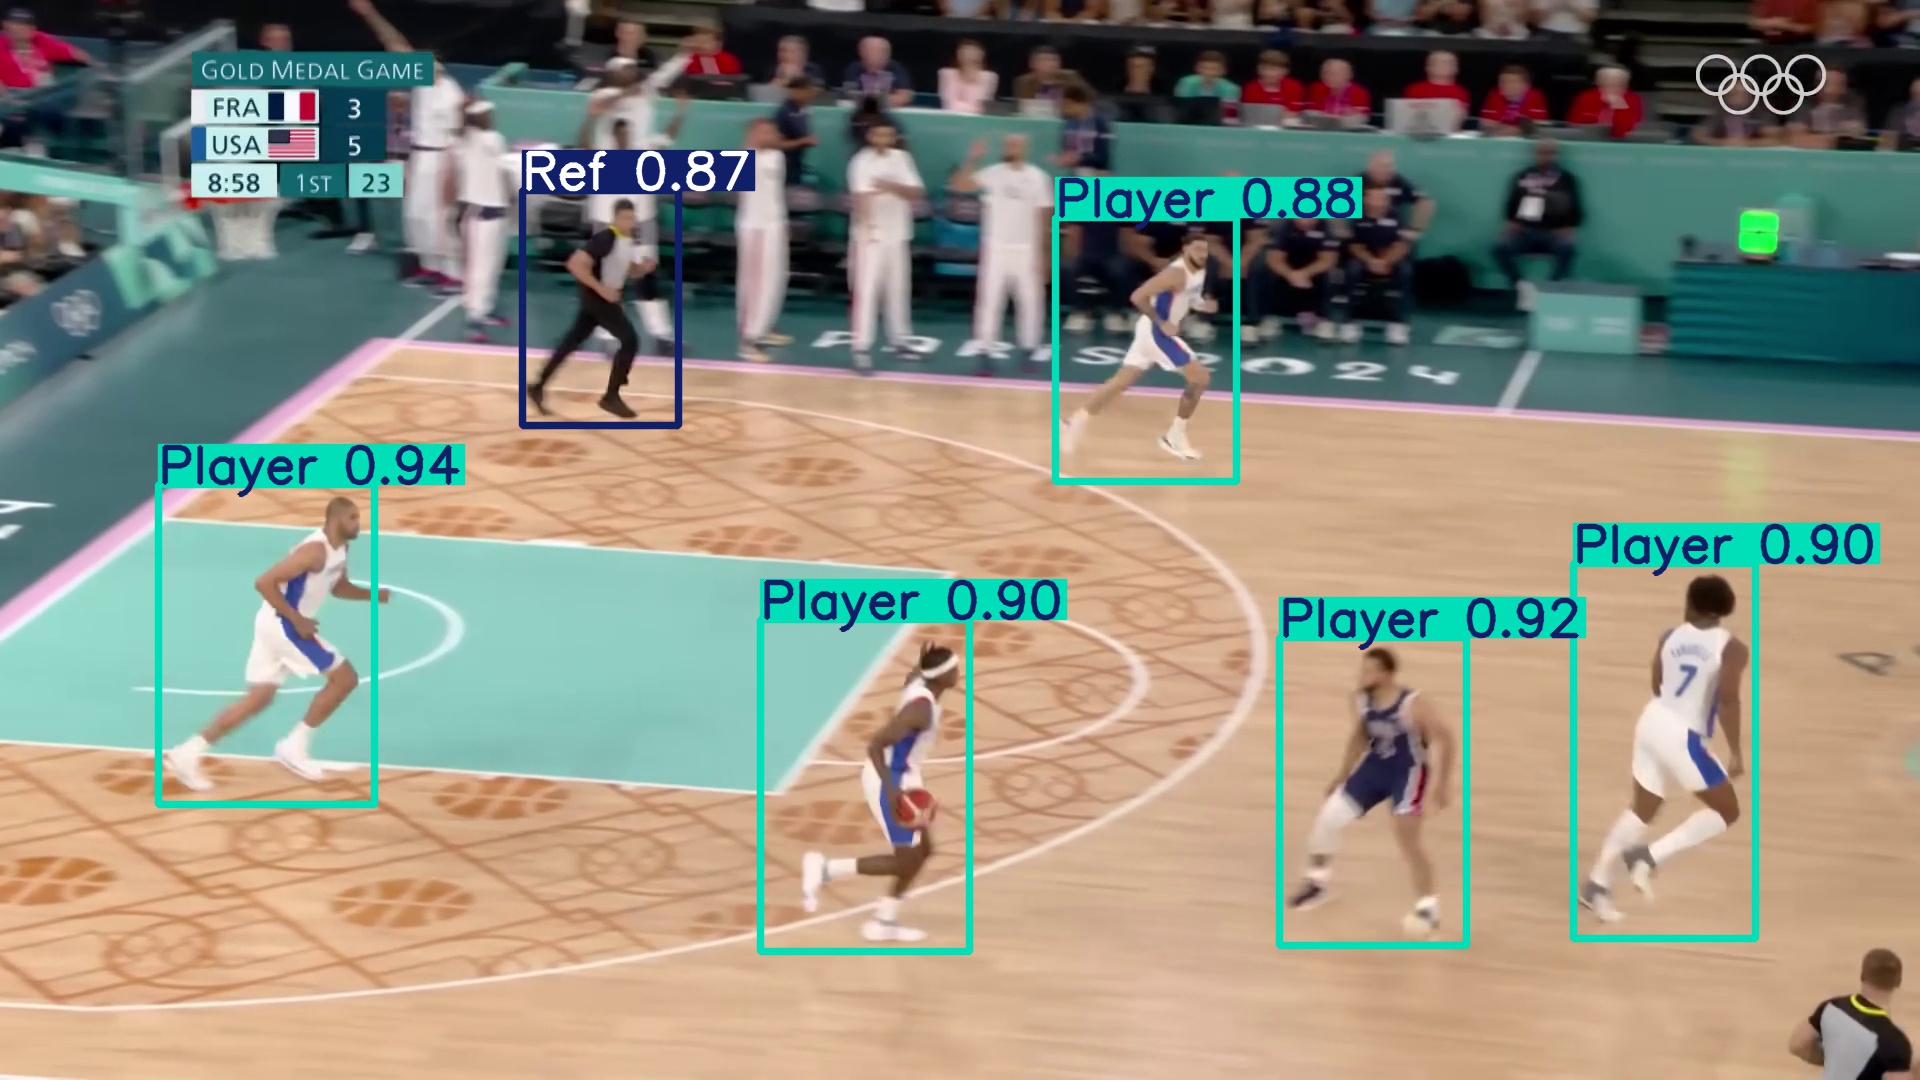 GOLD MEDAL GAME
FRA 3
USA 5
8:58 1ST 23
Ref 0.87
Player 0.88
PARIS 2024
Player 0.94
Player 0.90
Player 0.90
Player 0.92
7